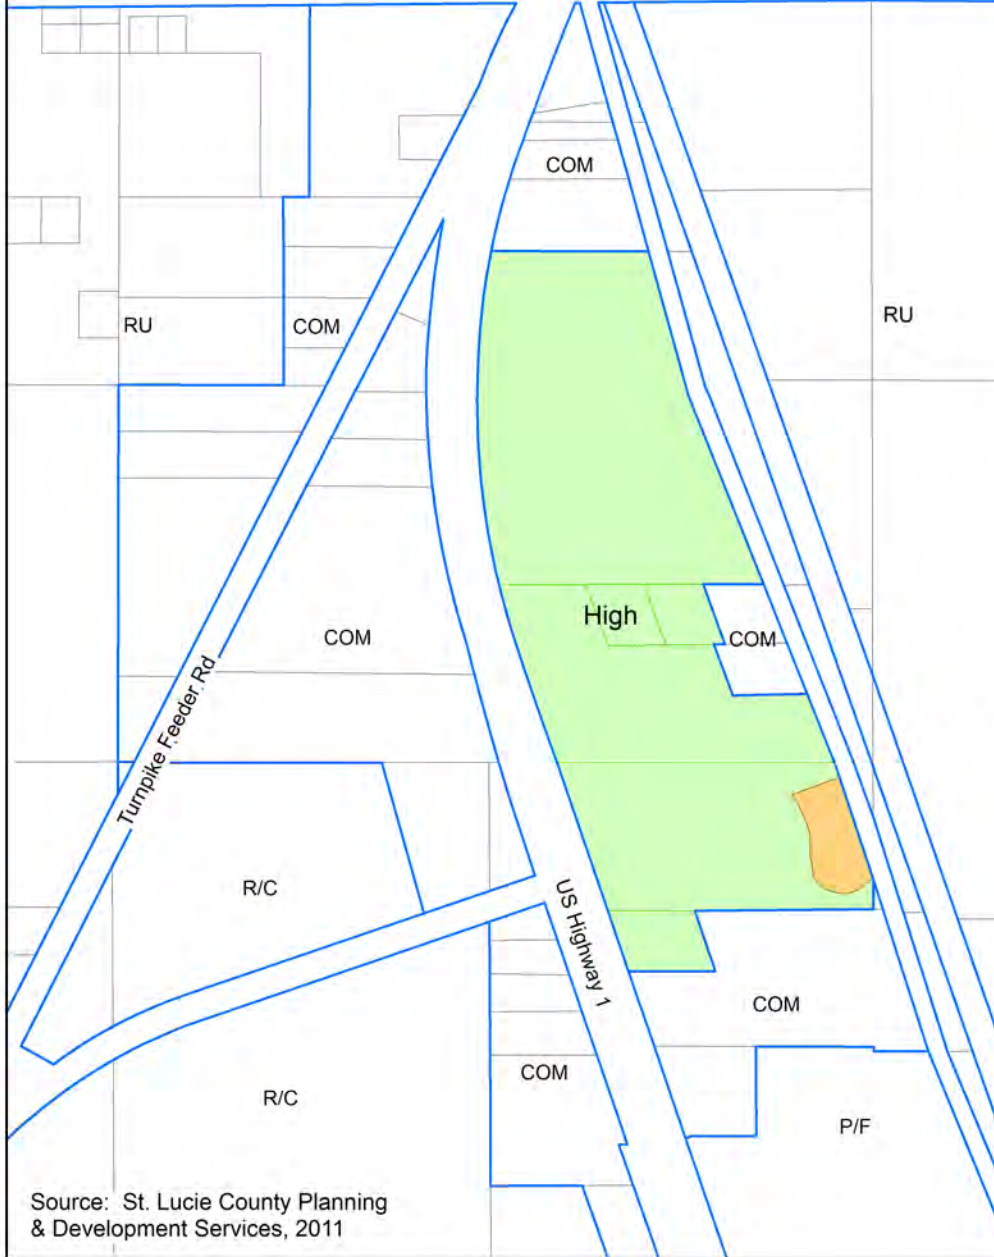 COM
RU
RU
COM
High
COM
COM
Turnpike Feeder Rd
R/C
US Highway 1
COM
COM
R/C
P/F
Source: St. Lucie County Planning
& Development Services, 2011